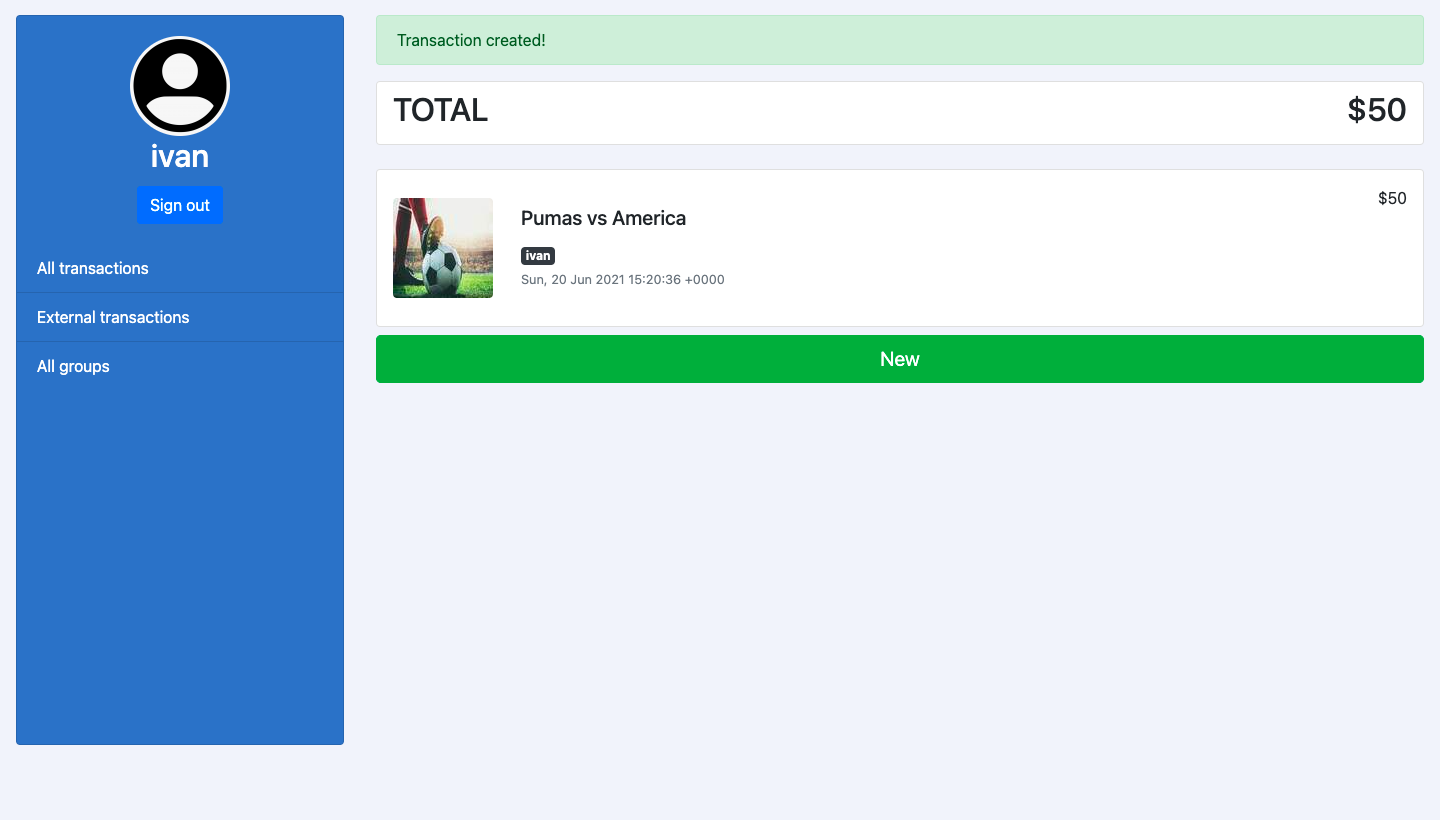 ivan
Sign out
All transactions
External transactions
All groups
Transaction created!
TOTAL $50
Pumas vs America $50
ivan
Sun, 20 Jun 2021 15:20:36 +0000
New